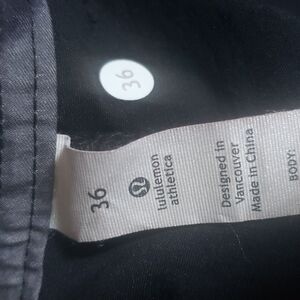 36
36
lululemon
athletica
Designed in
Vancouver
Made in China
BODY: